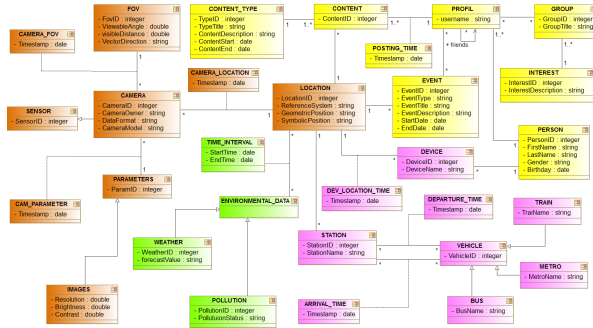 FOV
- FovID : integer
- ViewableAngle : double
- visibleDistance : double
- VectorDirection : string
CAMERA_FOV
- Timestamp : date
CONTENT_TYPE
- TypeID : integer
- TypeTitle : string
- ContentDescription : string
- ContentStart : date
- ContentEnd : date
CONTENT
- ContentID : integer
PROFIL
- username : string
GROUP
- GroupID : integer
- GroupTitle : string
POSTING_TIME
- Timestamp : date
* friends
INTEREST
- InterestID : integer
- InterestDescription : string
CAMERA_LOCATION
- Timestamp : date
SENSOR
- SensorID : integer
CAMERA
- CameraID : integer
- CameraOwner : string
- DataFormat : string
- CameraModel : string
LOCATION
- LocationID : integer
- ReferenceSystem : string
- GeometricPosition : string
- SymbolicPosition : string
EVENT
- EventID : integer
- EventType : string
- EventTitle : string
- EventDescription : string
- StartDate : date
- EndDate : date
PERSON
- PersonID : integer
- FirstName : string
- LastName : string
- Gender : string
- Birthday : date
TIME_INTERVAL
- StartTime : date
- EndTime : date
DEVICE
- DeviceID : integer
- DeviceName : string
PARAMETERS
- ParamID : integer
CAM_PARAMETER
- Timestamp : date
ENVIRONMENTAL_DATA
DEV_LOCATION_TIME
- Timestamp : date
DEPARTURE_TIME
- Timestamp : date
TRAIN
- TraiName : string
WEATHER
- WeatherID : integer
- forecastValue : string
STATION
- StationID : integer
- StationName : string
VEHICLE
- VehicleID : integer
METRO
- MetroName : string
IMAGES
- Resolution : double
- Brightness : double
- Contrast : double
POLLUTION
- PollutionID : integer
- PollutuionStatus : string
ARRIVAL_TIME
- Timestamp : date
BUS
- BusName : string